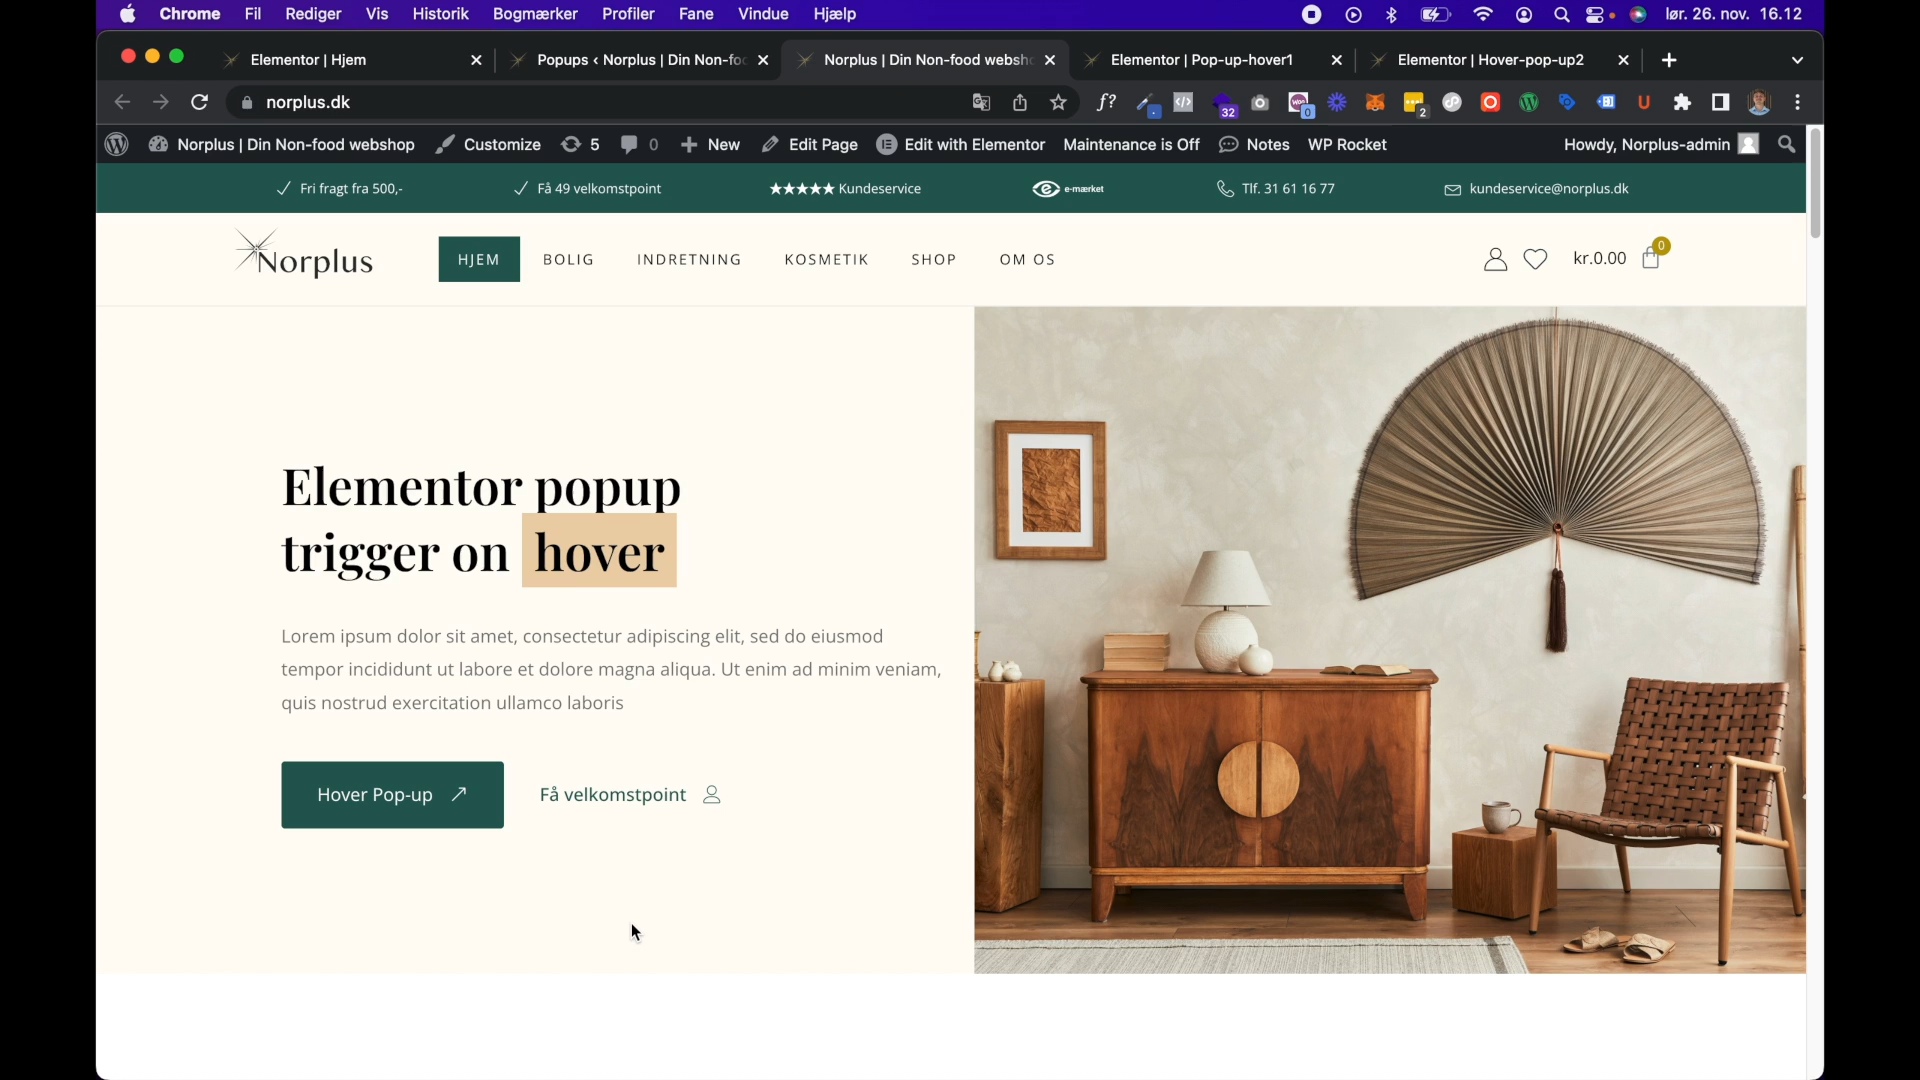 Chrome Fil Rediger Vis Historik Bogmærker Profiler Fane Vindue Hjælp lør. 26. nov. 16.12
Elementor | Hjem
Popups ‹ Norplus | Din Non-foo
Norplus | Din Non-food websho
Elementor | Pop-up-hover1
Elementor | Hover-pop-up2
norplus.dk
f? 32 0 2 U
Norplus | Din Non-food webshop Customize 5 0 New Edit Page Edit with Elementor Maintenance is Off Notes WP Rocket Howdy, Norplus-admin
Fri fragt fra 500,- Få 49 velkomstpoint ★★★★★ Kundeservice e-mærket Tlf. 31 61 16 77 kundeservice@norplus.dk
Norplus HJEM BOLIG INDRETNING KOSMETIK SHOP OM OS kr.0.00 0
Elementor popup
trigger on hover
Lorem ipsum dolor sit amet, consectetur adipiscing elit, sed do eiusmod
tempor incididunt ut labore et dolore magna aliqua. Ut enim ad minim veniam,
quis nostrud exercitation ullamco laboris
Hover Pop-up Få velkomstpoint